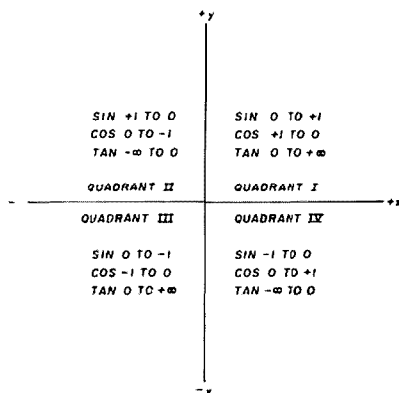 +y
SIN +1 TO 0
COS 0 TO -1
TAN -∞ TO 0
QUADRANT II
SIN 0 TO +1
COS +1 TO 0
TAN 0 TO +∞
QUADRANT I
- +x
QUADRANT III
SIN 0 TO -1
COS -1 TO 0
TAN 0 TO +∞
QUADRANT IV
SIN -1 TO 0
COS 0 TO +1
TAN -∞ TO 0